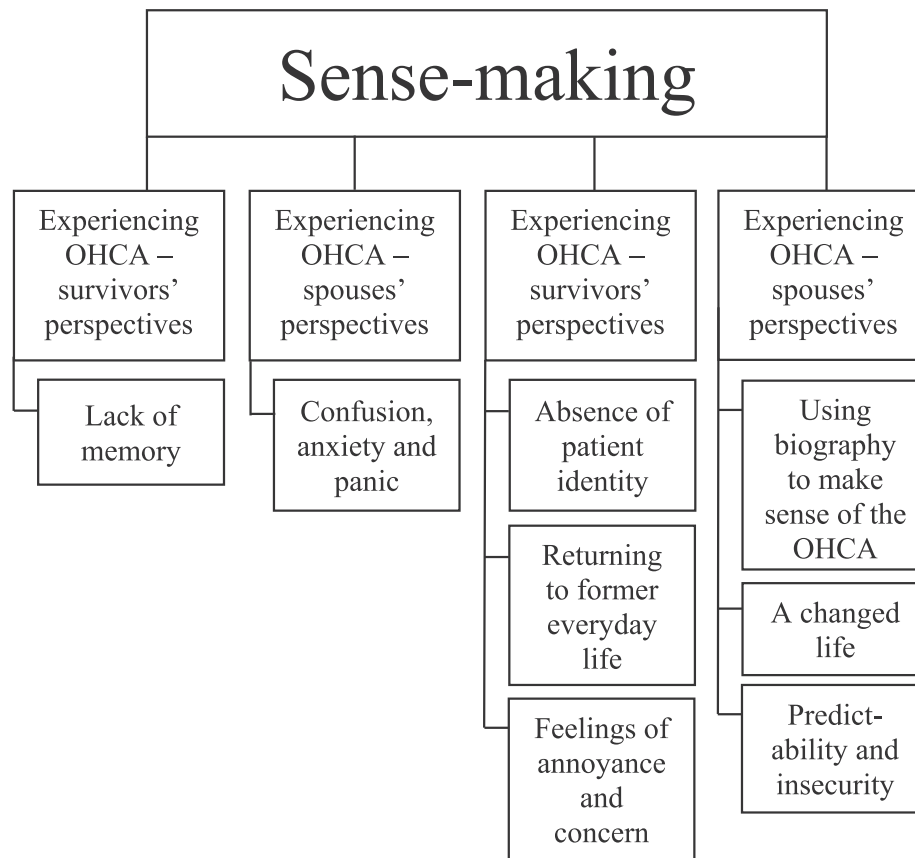 Sense-making
Experiencing
OHCA –
survivors’
perspectives
Lack of
memory
Experiencing
OHCA –
spouses’
perspectives
Confusion,
anxiety and
panic
Experiencing
OHCA –
survivors’
perspectives
Absence of
patient
identity
Returning
to former
everyday
life
Feelings of
annoyance
and
concern
Experiencing
OHCA –
spouses’
perspectives
Using
biography
to make
sense of the
OHCA
A changed
life
Predict-
ability and
insecurity